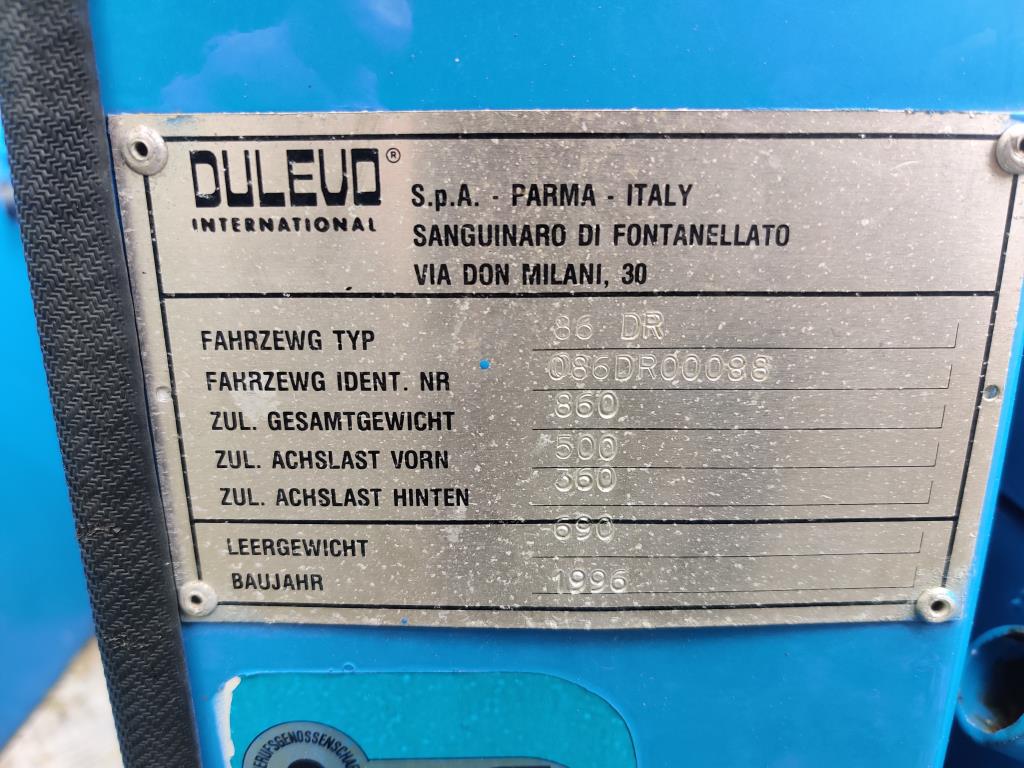 DULEVO®
INTERNATIONAL
S.p.A. - PARMA - ITALY
SANGUINARO DI FONTANELLATO
VIA DON MILANI, 30
FAHRZEWG TYP 86 DR
FAHRZEWG IDENT. NR 086DR00088
ZUL. GESAMTGEWICHT 860
ZUL. ACHSLAST VORN 500
ZUL. ACHSLAST HINTEN 360
LEERGEWICHT 690
BAUJAHR 1996